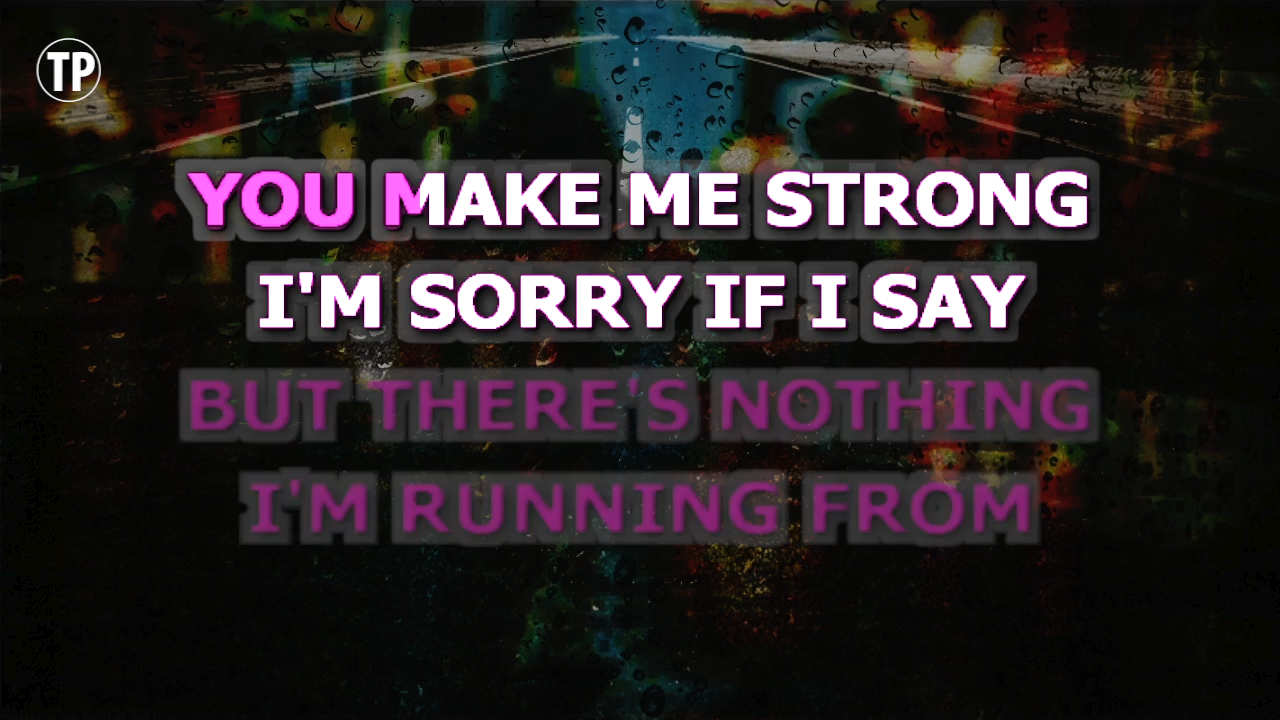 TP
YOU MAKE ME STRONG
I'M SORRY IF I SAY
BUT THERE'S NOTHING
I'M RUNNING FROM